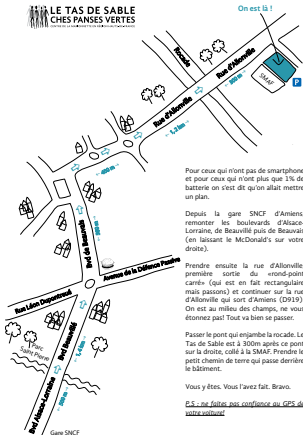 LE TAS DE SABLE
CHES PANSES VERTES
On est là !
Rocade
Rue d'Allonville
SMAF
P
300 m
Rue d'Allonville
1,2 km
400 m
Bvd de Beauvillé
Avenue de la Défence Passive
Rue Léon Dupontreué
Parc
Saint Pierre
Bvd Beauvillé
1,4 km
Bvd Alsace-Lorraine
Gare SNCF
Pour ceux qui n'ont pas de smartphone
et pour ceux qui n'ont plus que 1% de
batterie on s'est dit qu'on allait mettre
un plan.
Depuis la gare SNCF d'Amiens,
remonter les boulevards d'Alsace-
Lorraine, de Beauvillé puis Beauvais
(en laissant le McDonald's sur votre
droite).
Prendre ensuite la rue d'Allonville,
première sortie du «rond-point
carré» (qui est en fait rectangulaire
mais passons) et continuer sur la rue
d'Allonville qui sort d'Amiens (D919).
On est au milieu des champs, ne vous
étonnez pas! Tout va bien se passer.
Passer le pont qui enjambe la rocade. Le
Tas de Sable est à 300m après ce pont
sur la droite, collé à la SMAF. Prendre le
petit chemin de terre qui passe derrière
le bâtiment.
Vous y êtes. Vous l'avez fait. Bravo.
P.S : ne faites pas confiance au GPS de
votre voiture!